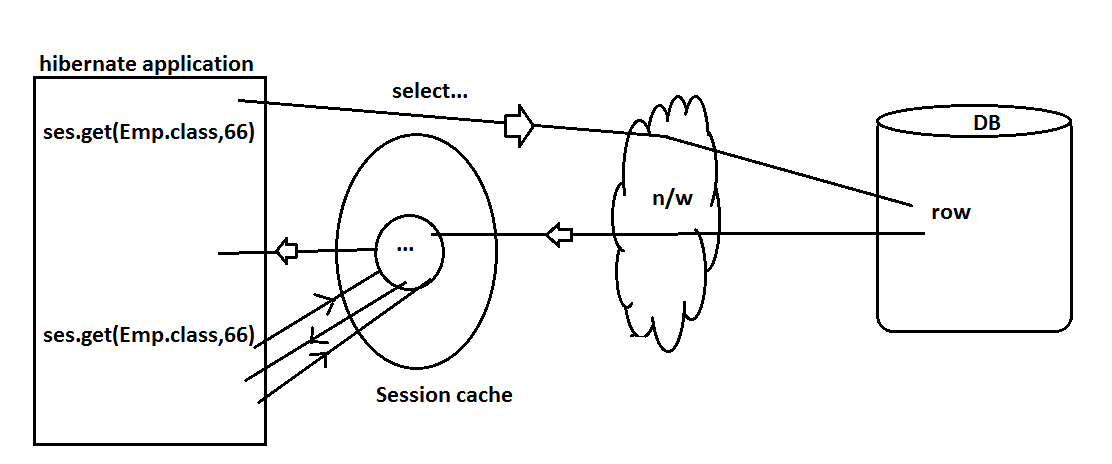 hibernate application
select...
ses.get(Emp.class,66)
DB
n/w
row
...
ses.get(Emp.class,66)
Session cache